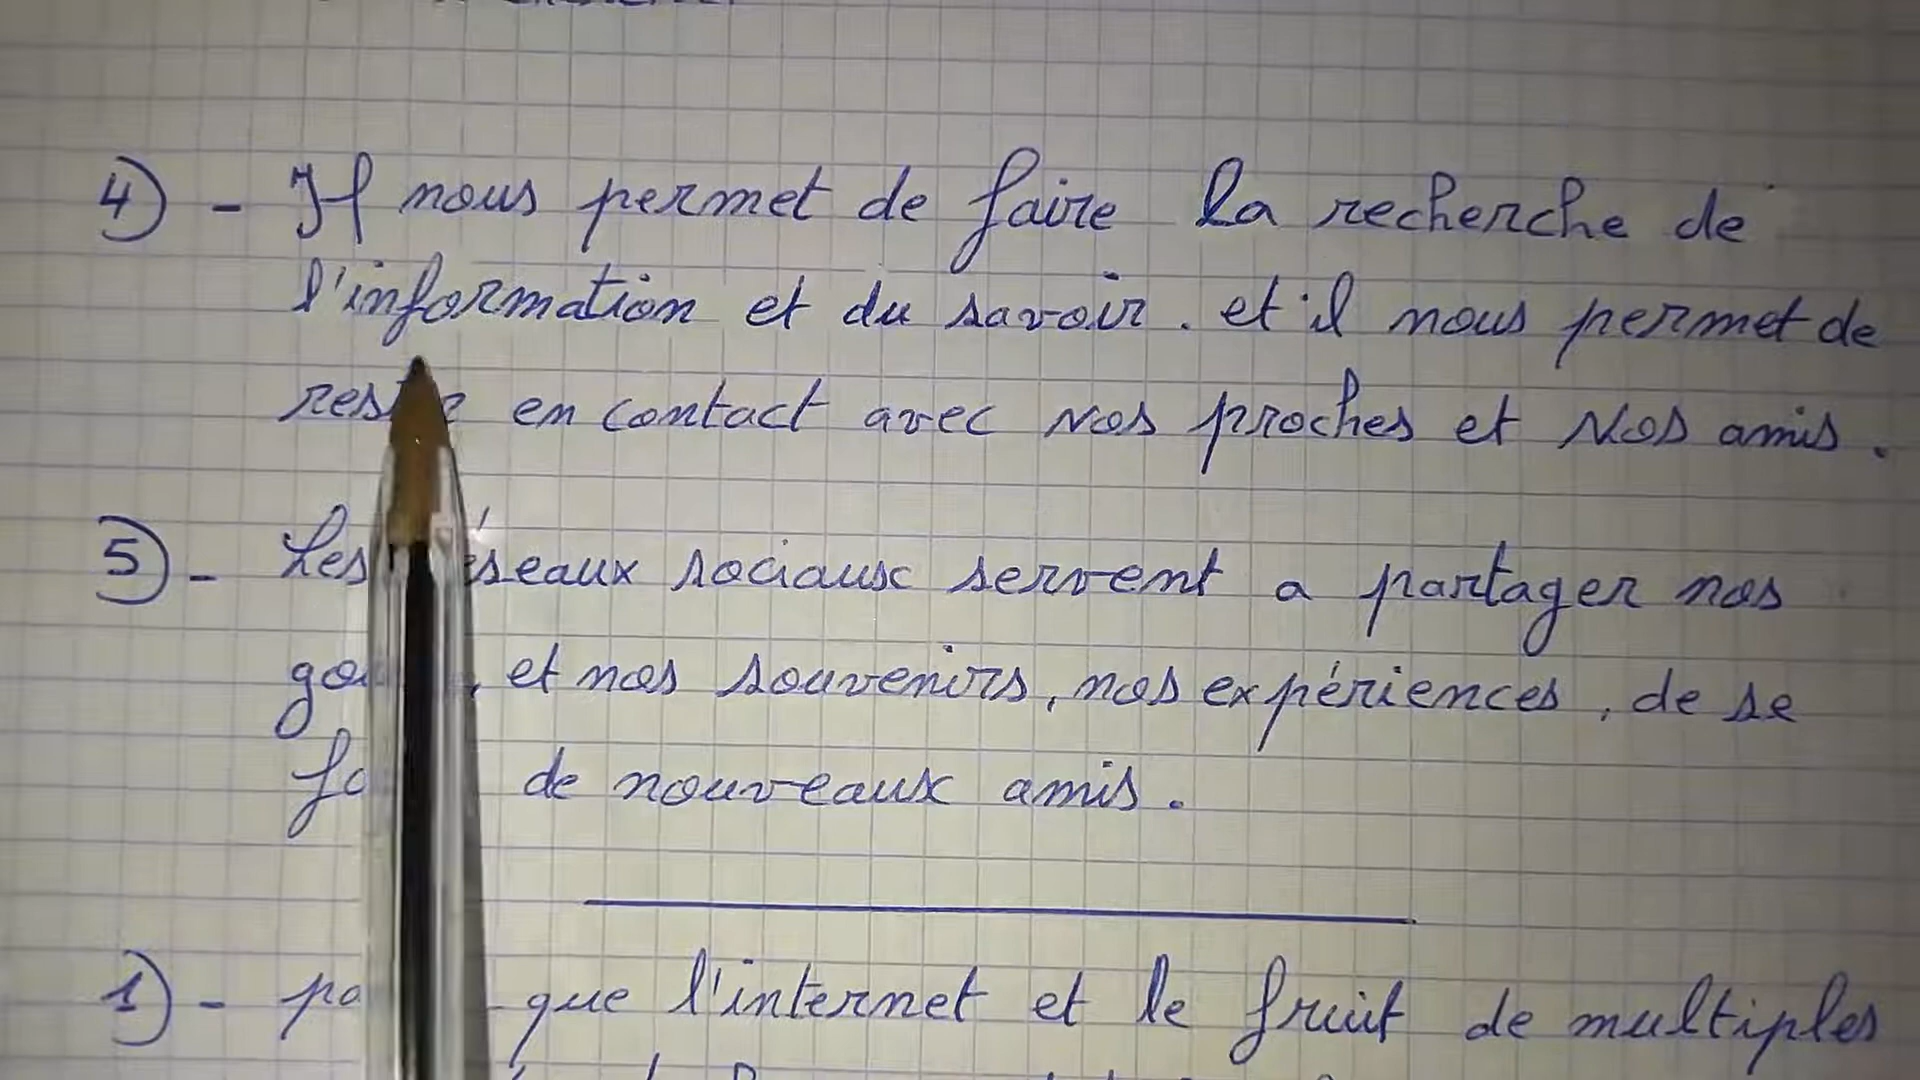 4) - Il nous permet de faire la recherche de
l'information et du savoir. et il nous permet de
en contact avec nos proches et nos amis.
5) - Les réseaux sociaux servent a partager nos
, et nos souvenirs, nos expériences, de se
de nouveaux amis.
1) - que l'internet et le fruit de multiples